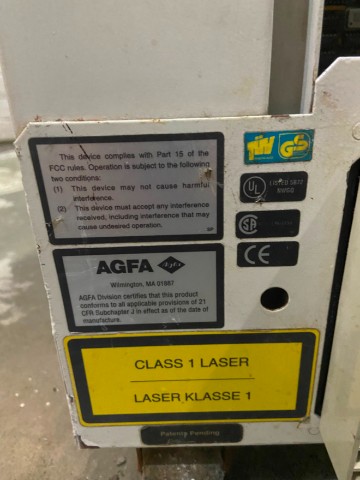 This device complies with Part 15 of the
FCC rules. Operation is subject to the following
two conditions:
(1) This device may not cause harmful
interference.
(2) This device must accept any interference
received, including interference that may
cause undesired operation.
TÜV
GS
UL
SA
CE
AGFA
Wilmington, MA 01887
AGFA Division certifies that this product
conforms to all applicable provisions of 21
CFR Subchapter J in effect as of the date of
manufacture.
CLASS 1 LASER
LASER KLASSE 1
Patents Pending